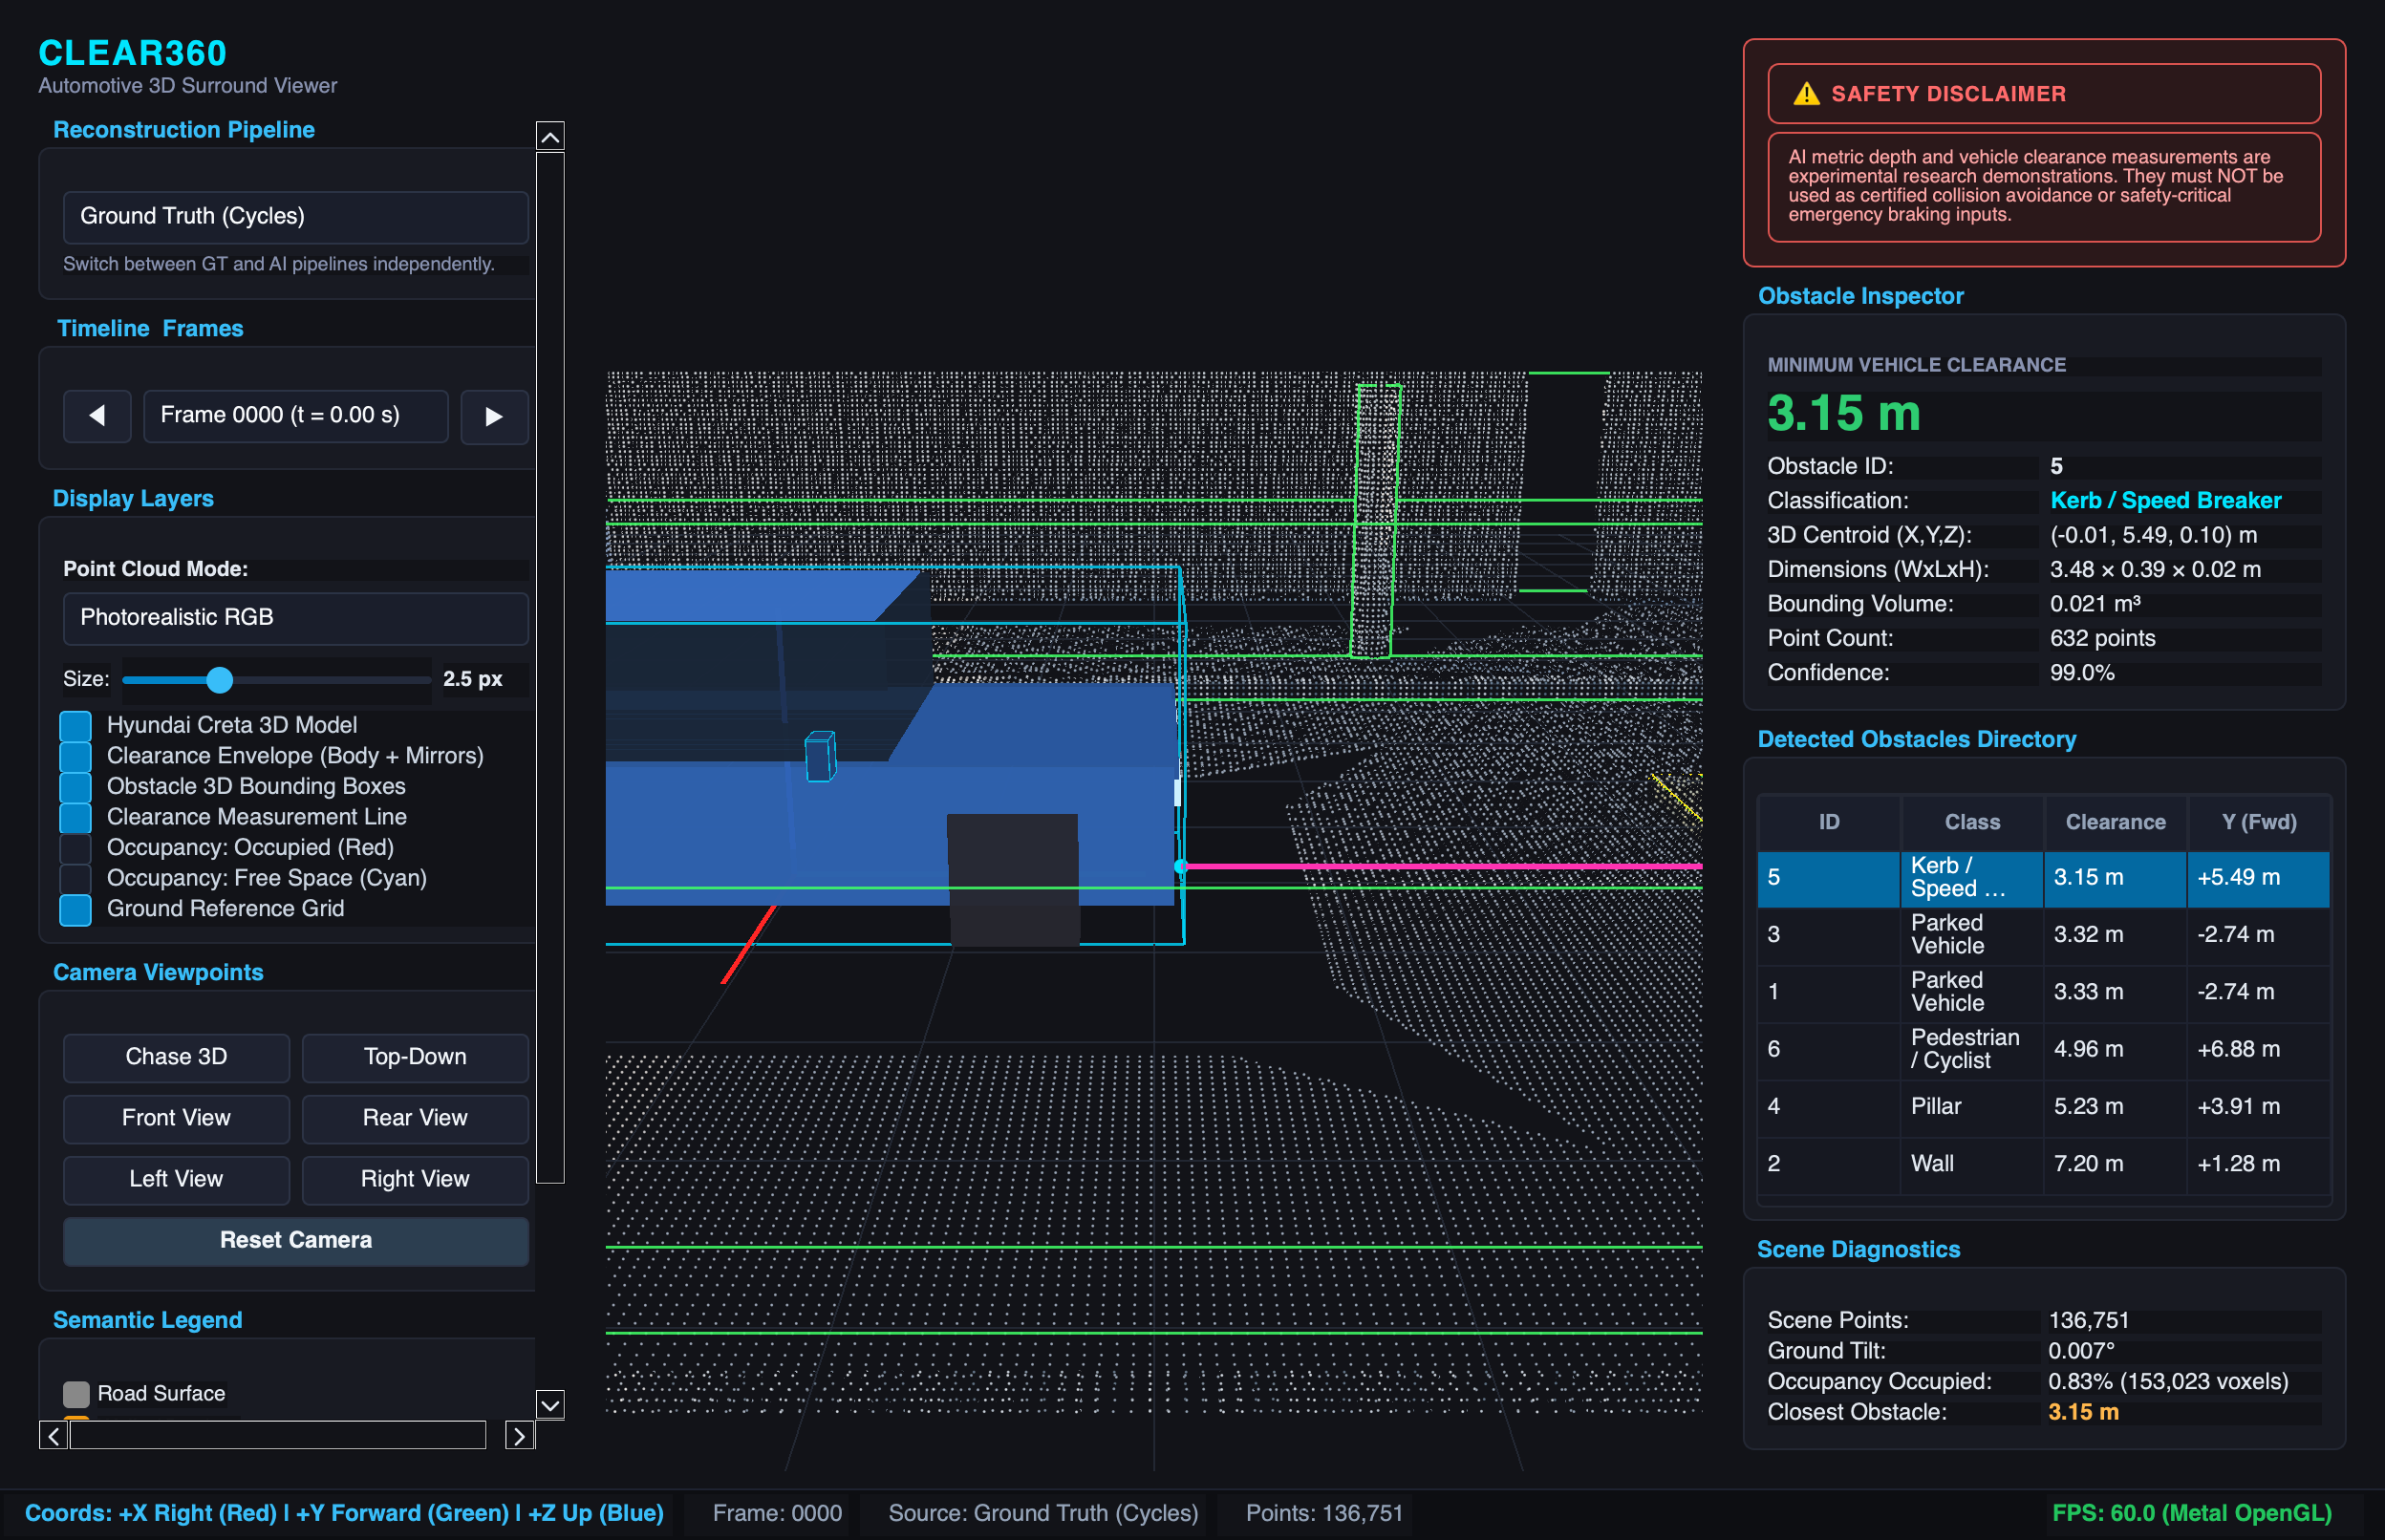 CLEAR360
Automotive 3D Surround Viewer
Reconstruction Pipeline
Ground Truth (Cycles)
Switch between GT and AI pipelines independently.
Timeline Frames
Frame 0000 (t = 0.00 s)
Display Layers
Point Cloud Mode:
Photorealistic RGB
Size:
2.5 px
Hyundai Creta 3D Model
Clearance Envelope (Body + Mirrors)
Obstacle 3D Bounding Boxes
Clearance Measurement Line
Occupancy: Occupied (Red)
Occupancy: Free Space (Cyan)
Ground Reference Grid
Camera Viewpoints
Chase 3D
Top-Down
Front View
Rear View
Left View
Right View
Reset Camera
Semantic Legend
Road Surface
⚠️ SAFETY DISCLAIMER
AI metric depth and vehicle clearance measurements are
experimental research demonstrations. They must NOT be
used as certified collision avoidance or safety-critical
emergency braking inputs.
Obstacle Inspector
MINIMUM VEHICLE CLEARANCE
3.15 m
Obstacle ID: 5
Classification: Kerb / Speed Breaker
3D Centroid (X,Y,Z): (-0.01, 5.49, 0.10) m
Dimensions (WxLxH): 3.48 × 0.39 × 0.02 m
Bounding Volume: 0.021 m³
Point Count: 632 points
Confidence: 99.0%
Detected Obstacles Directory
ID Class Clearance Y (Fwd)
5 Kerb / Speed … 3.15 m +5.49 m
3 Parked Vehicle 3.32 m -2.74 m
1 Parked Vehicle 3.33 m -2.74 m
6 Pedestrian / Cyclist 4.96 m +6.88 m
4 Pillar 5.23 m +3.91 m
2 Wall 7.20 m +1.28 m
Scene Diagnostics
Scene Points: 136,751
Ground Tilt: 0.007°
Occupancy Occupied: 0.83% (153,023 voxels)
Closest Obstacle: 3.15 m
Coords: +X Right (Red) | +Y Forward (Green) | +Z Up (Blue)
Frame: 0000
Source: Ground Truth (Cycles)
Points: 136,751
FPS: 60.0 (Metal OpenGL)